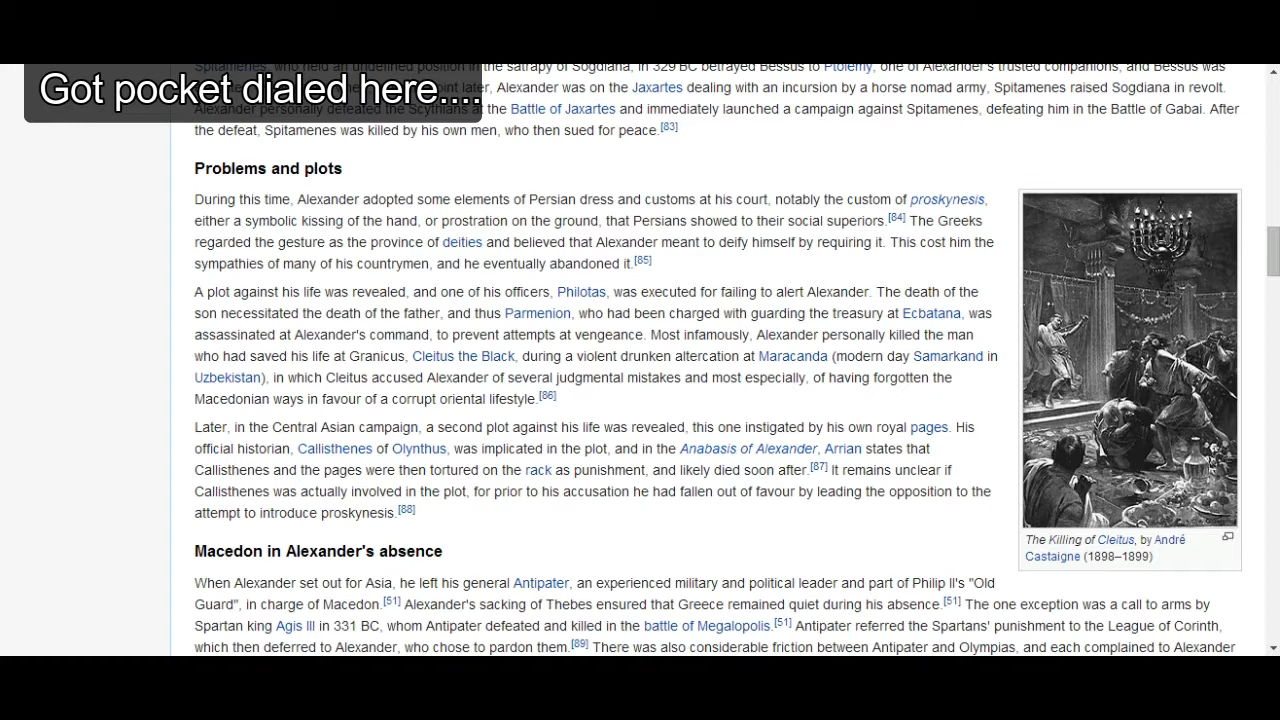 Got pocket dialed here....
Spitamenes, who held an undefined position in the satrapy of Sogdiana, in 329 BC betrayed Bessus to Ptolemy, one of Alexander's trusted companions, and Bessus was
later, Alexander was on the Jaxartes dealing with an incursion by a horse nomad army, Spitamenes raised Sogdiana in revolt.
Alexander personally defeated the Scythians at the Battle of Jaxartes and immediately launched a campaign against Spitamenes, defeating him in the Battle of Gabai. After
the defeat, Spitamenes was killed by his own men, who then sued for peace.[83]
Problems and plots
During this time, Alexander adopted some elements of Persian dress and customs at his court, notably the custom of proskynesis,
either a symbolic kissing of the hand, or prostration on the ground, that Persians showed to their social superiors.[84] The Greeks
regarded the gesture as the province of deities and believed that Alexander meant to deify himself by requiring it. This cost him the
sympathies of many of his countrymen, and he eventually abandoned it.[85]
A plot against his life was revealed, and one of his officers, Philotas, was executed for failing to alert Alexander. The death of the
son necessitated the death of the father, and thus Parmenion, who had been charged with guarding the treasury at Ecbatana, was
assassinated at Alexander's command, to prevent attempts at vengeance. Most infamously, Alexander personally killed the man
who had saved his life at Granicus, Cleitus the Black, during a violent drunken altercation at Maracanda (modern day Samarkand in
Uzbekistan), in which Cleitus accused Alexander of several judgmental mistakes and most especially, of having forgotten the
Macedonian ways in favour of a corrupt oriental lifestyle.[86]
Later, in the Central Asian campaign, a second plot against his life was revealed, this one instigated by his own royal pages. His
official historian, Callisthenes of Olynthus, was implicated in the plot, and in the Anabasis of Alexander, Arrian states that
Callisthenes and the pages were then tortured on the rack as punishment, and likely died soon after.[87] It remains unclear if
Callisthenes was actually involved in the plot, for prior to his accusation he had fallen out of favour by leading the opposition to the
attempt to introduce proskynesis.[88]
The Killing of Cleitus, by André
Castaigne (1898–1899)
Macedon in Alexander's absence
When Alexander set out for Asia, he left his general Antipater, an experienced military and political leader and part of Philip II's "Old
Guard", in charge of Macedon.[51] Alexander's sacking of Thebes ensured that Greece remained quiet during his absence.[51] The one exception was a call to arms by
Spartan king Agis III in 331 BC, whom Antipater defeated and killed in the battle of Megalopolis.[51] Antipater referred the Spartans' punishment to the League of Corinth,
which then deferred to Alexander, who chose to pardon them.[89] There was also considerable friction between Antipater and Olympias, and each complained to Alexander